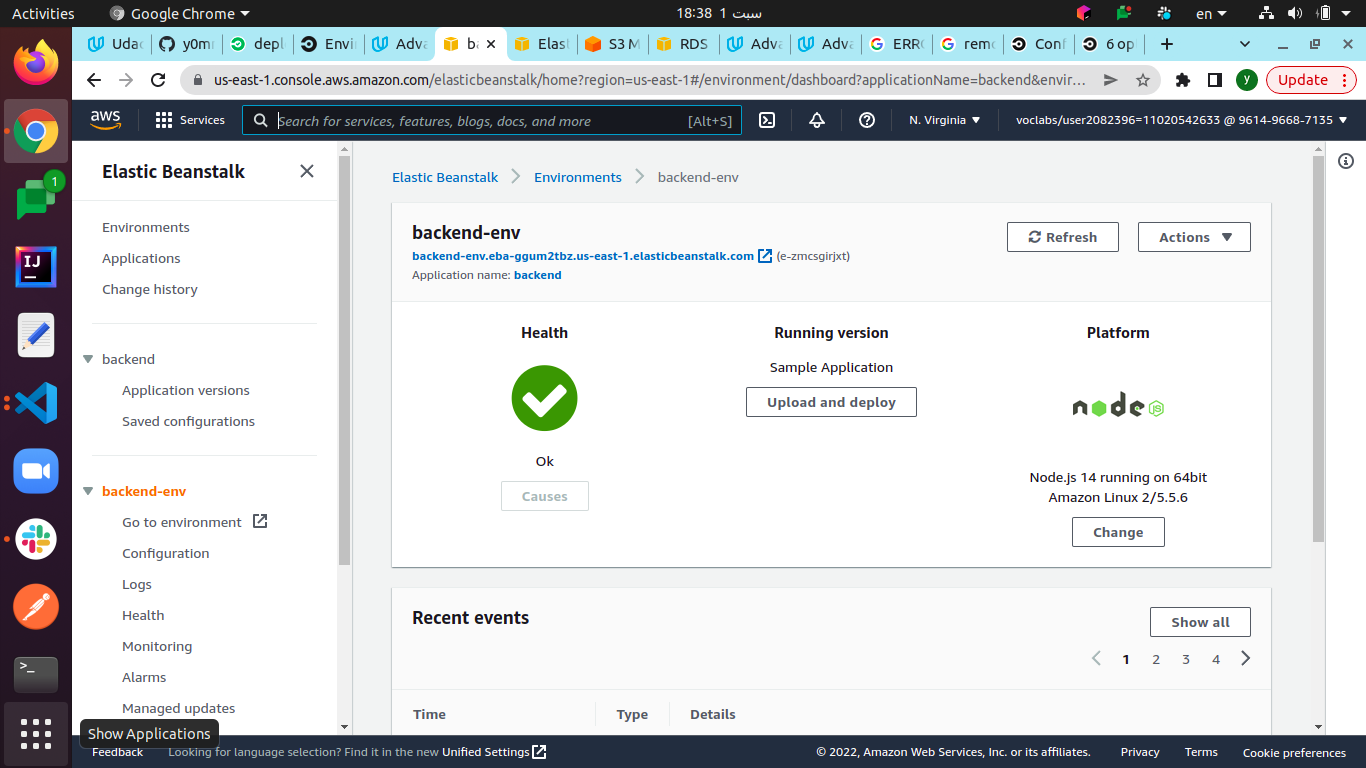 Activities
Google Chrome
18:38 سبت 1
en
Udac
y0mr
depl
Envi
Adva
ba
Elast
S3 M
RDS
Adva
Adva
ERRO
remo
Conf
6 op
us-east-1.console.aws.amazon.com/elasticbeanstalk/home?region=us-east-1#/environment/dashboard?applicationName=backend&envir...
y
Update
aws
Services
Search for services, features, blogs, docs, and more
[Alt+S]
N. Virginia
voclabs/user2082396=11020542633 @ 9614-9668-7135
1
Elastic Beanstalk
Environments
Applications
Change history
backend
Application versions
Saved configurations
backend-env
Go to environment
Configuration
Logs
Health
Monitoring
Alarms
Managed updates
Elastic Beanstalk
Environments
backend-env
backend-env
backend-env.eba-ggum2tbz.us-east-1.elasticbeanstalk.com (e-zmcsgirjxt)
Application name: backend
Refresh
Actions
Health
Ok
Causes
Running version
Sample Application
Upload and deploy
Platform
node JS
Node.js 14 running on 64bit
Amazon Linux 2/5.5.6
Change
Recent events
Show all
1 2 3 4
Time
Type
Details
IJ
>_
Show Applications
Feedback
Looking for language selection? Find it in the new Unified Settings
© 2022, Amazon Web Services, Inc. or its affiliates.
Privacy
Terms
Cookie preferences